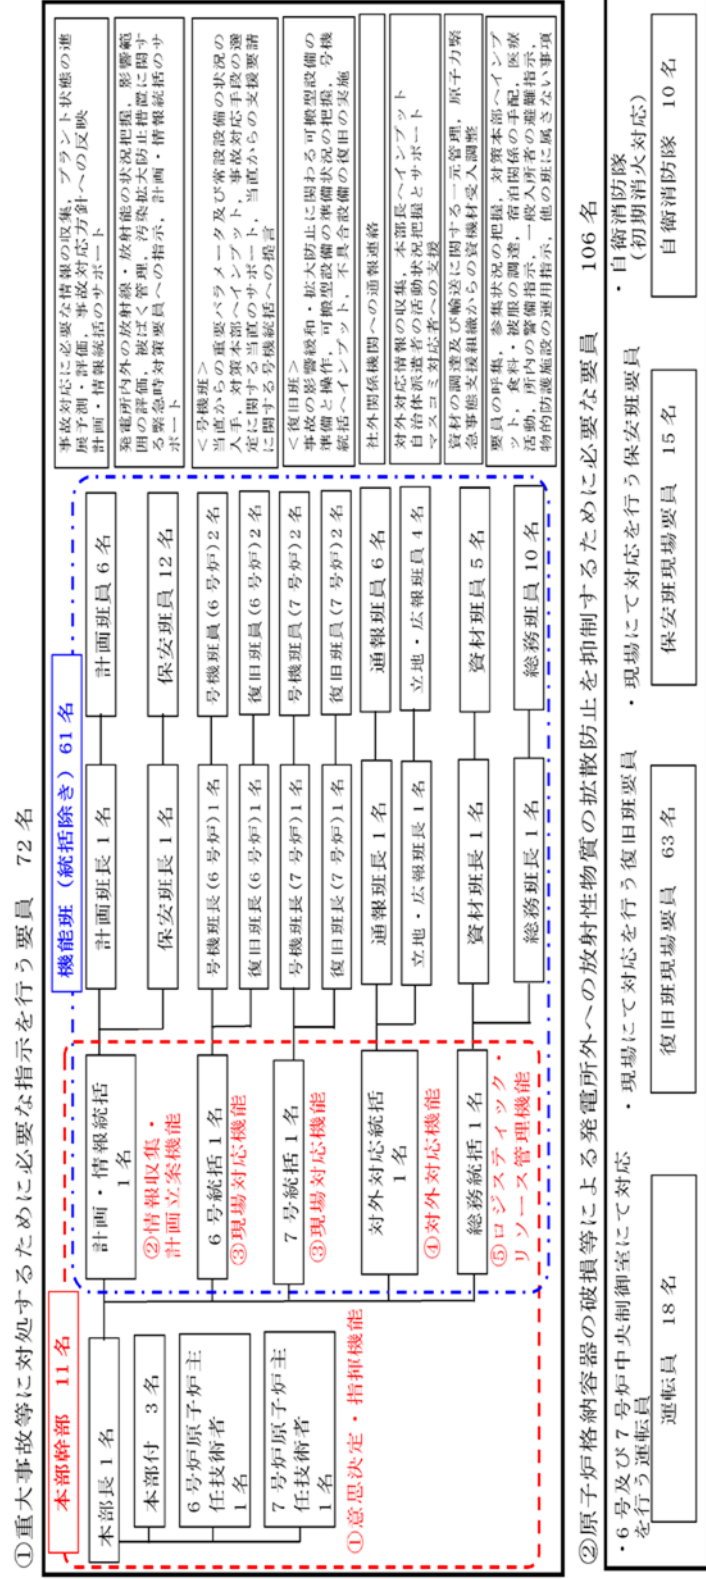 ①重大事故等に対処するために必要な指示を行う要員　72名
本部幹部　11名
機能班（統括除き）61名
本部長1名
本部付　3名
6号炉原子炉主
任技術者
1名
7号炉原子炉主
任技術者
1名
①意思決定・指揮機能
計画・情報統括
1名
②情報収集・
計画立案機能
6号統括1名
③現場対応機能
7号統括1名
③現場対応機能
対外対応統括
1名
④対外対応機能
総務統括1名
⑤ロジスティック・
リソース管理機能
計画班長1名
計画班員6名
保安班長1名
保安班員12名
号機班長(6号炉)1名
号機班員(6号炉)2名
復旧班長(6号炉)1名
復旧班員(6号炉)2名
号機班長(7号炉)1名
号機班員(7号炉)2名
復旧班長(7号炉)1名
復旧班員(7号炉)2名
通報班長1名
通報班員6名
立地・広報班長1名
立地・広報班員4名
資材班長1名
資材班員5名
総務班長1名
総務班員10名
事故対応に必要な情報の収集，プラント状態の進
展予測・評価，事故対応方針への反映
計画・情報統括のサポート
発電所内外の放射線・放射能の状況把握，影響範
囲の評価，被ばく管理，汚染拡大防止措置に関す
る緊急時対策要員への指示，計画・情報統括のサ
ポート
＜号機班＞
当直からの重要パラメータ及び常設設備の状況の
入手，対策本部へインプット，事故対応手段の選
定に関する当直のサポート，当直からの支援要請
に関する号機統括への提言
＜復旧班＞
事故の影響緩和・拡大防止に関わる可搬型設備の
準備と操作，可搬型設備の準備状況の把握，号機
統括へインプット，不具合設備の復旧の実施
社外関係機関への通報連絡
対外対応情報の収集，本部長へインプット
自治体派遣者の活動状況把握とサポート
マスコミ対応者への支援
資材の調達及び輸送に関する一元管理，原子力緊
急事態支援組織からの資機材受入調整
要員の呼集，参集状況の把握，対策本部へインプ
ット，食料・被服の調達，宿泊関係の手配，医療
活動，所内の警備指示，一般入所者の避難指示，
物的防護施設の運用指示，他の班に属さない事項
②原子炉格納容器の破損等による発電所外への放射性物質の拡散防止を抑制するために必要な要員　106名
・6号及び7号炉中央制御室にて対応
を行う運転員
運転員　18名
・現場にて対応を行う復旧班要員
復旧班現場要員　63名
・現場にて対応を行う保安班要員
保安班現場要員　15名
・自衛消防隊
(初期消火対応)
自衛消防隊　10名